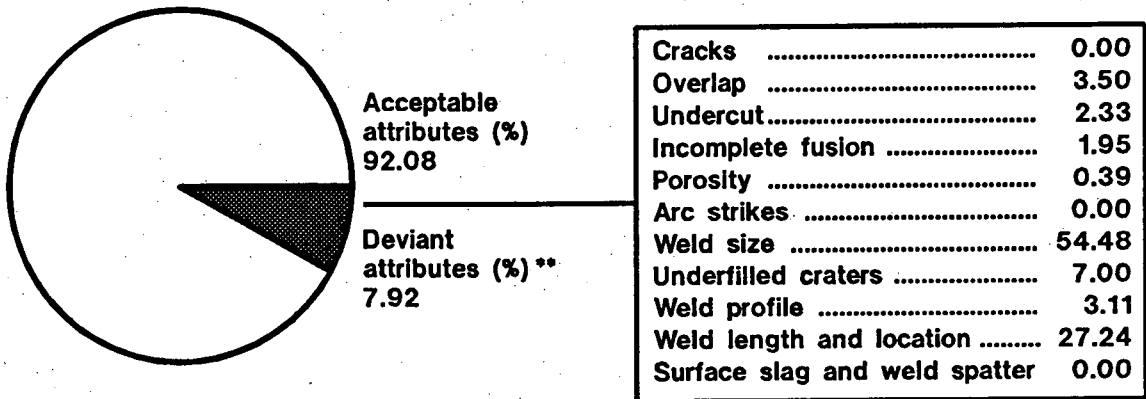 Acceptable
attributes (%)
92.08
Deviant
attributes (%) **
7.92
Cracks ........................................ 0.00
Overlap ....................................... 3.50
Undercut....................................... 2.33
Incomplete fusion ...................... 1.95
Porosity ..................................... 0.39
Arc strikes .................................. 0.00
Weld size .................................... 54.48
Underfilled craters ..................... 7.00
Weld profile ................................ 3.11
Weld length and location ......... 27.24
Surface slag and weld spatter 0.00